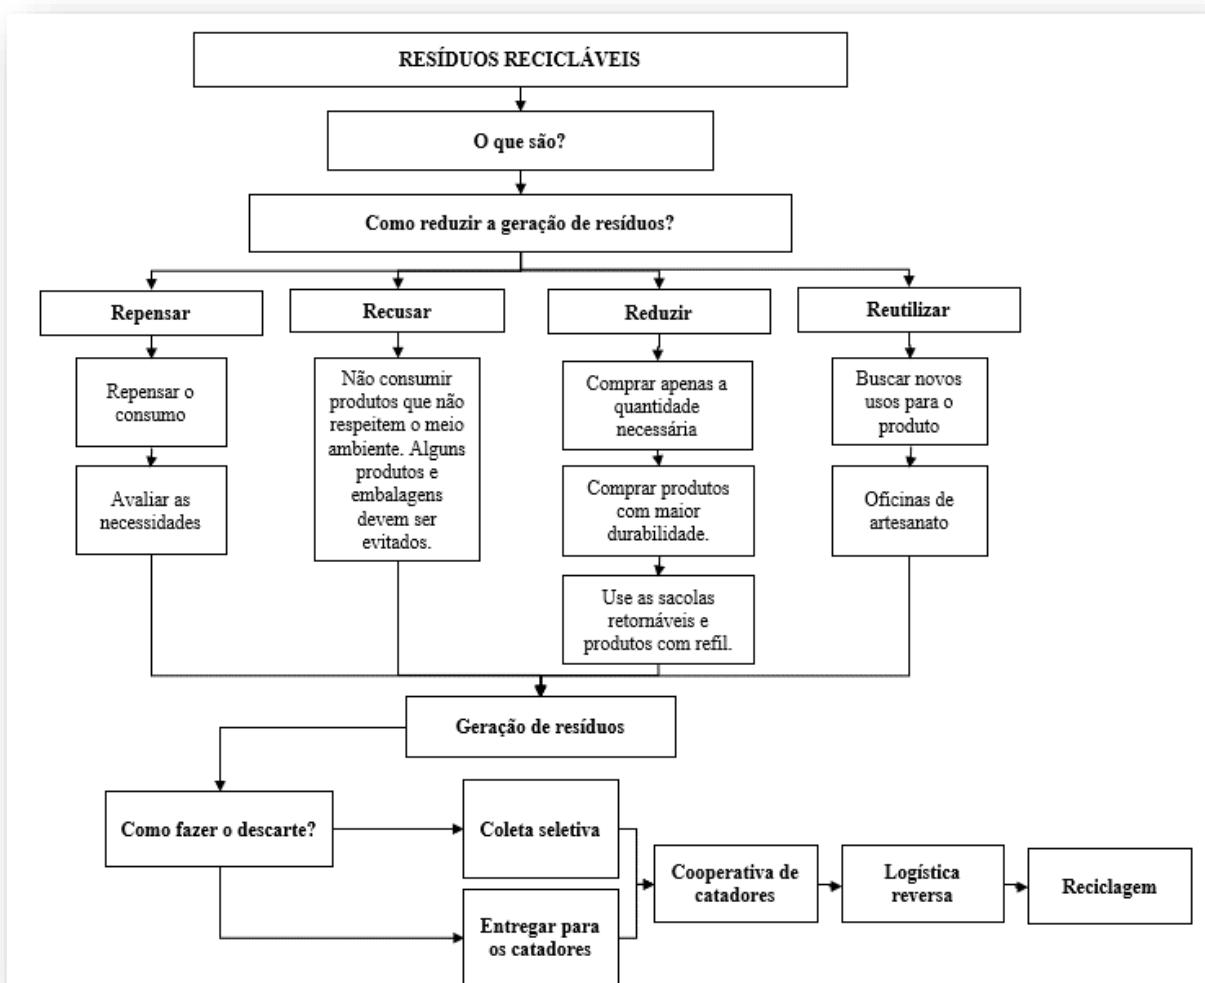 RESÍDUOS RECICLÁVEIS
O que são?
Como reduzir a geração de resíduos?
Repensar
Recusar
Reduzir
Reutilizar
Repensar o
consumo
Avaliar as
necessidades
Não consumir
produtos que não
respeitem o meio
ambiente. Alguns
produtos e
embalagens
devem ser
evitados.
Comprar apenas a
quantidade
necessária
Comprar produtos
com maior
durabilidade.
Use as sacolas
retornáveis e
produtos com refil.
Buscar novos
usos para o
produto
Oficinas de
artesanato
Geração de resíduos
Como fazer o descarte?
Coleta seletiva
Entregar para
os catadores
Cooperativa de
catadores
Logística
reversa
Reciclagem